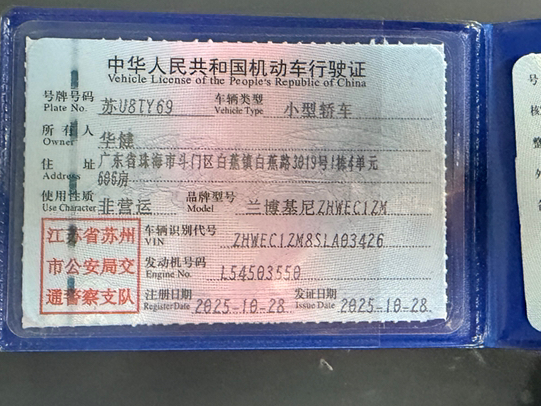 中华人民共和国机动车行驶证
Vehicle License of the People's Republic of China
号牌号码 苏U8TY69 车辆类型 小型轿车
Plate No. Vehicle Type
所有人 华健
Owner
住址 广东省珠海市斗门区白蕉镇白蕉路3019号1栋4单元
Address 606房
使用性质 非营运 品牌型号 兰博基尼ZHWEC1ZM
Use Character Model
江苏省苏州
市公安局交
通警察支队
车辆识别代号 ZHWEC1ZM8SLA03426
VIN
发动机号码 L54503550
Engine No.
注册日期 2025-10-28 发证日期 2025-10-28
Register Date Issue Date
号
核
整
外